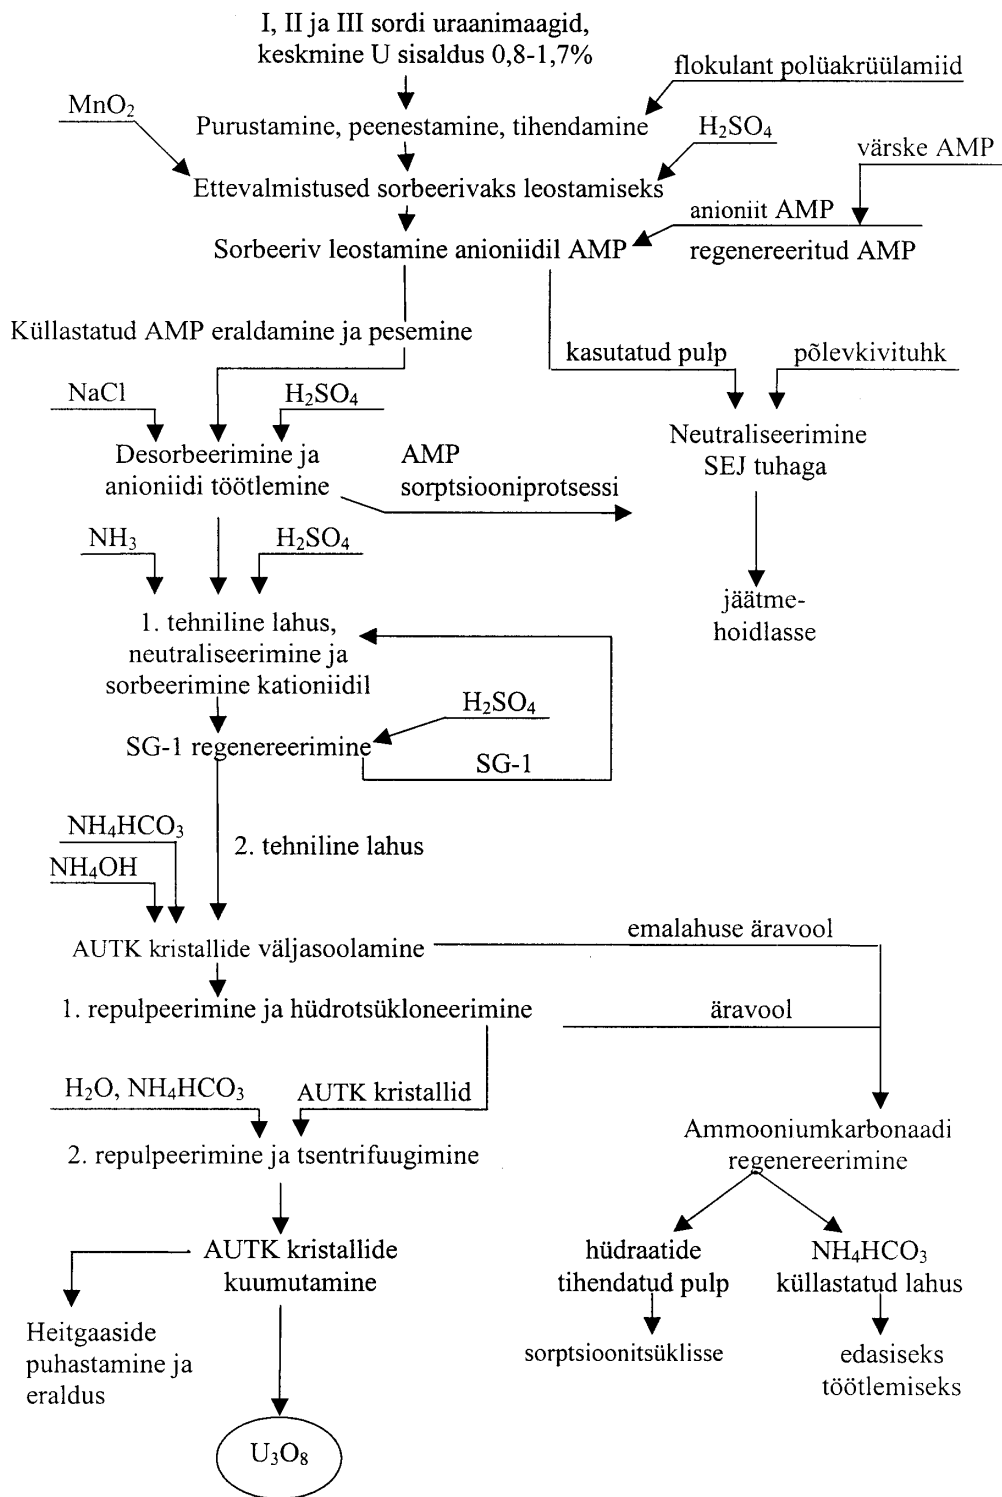 I, II ja III sordi uraanimaagid,
keskmine U sisaldus 0,8-1,7%
flokulant polüakrüülamiid
MnO₂
Purustamine, peenestamine, tihendamine
H₂SO₄
värske AMP
Ettevalmistused sorbeerivaks leostamiseks
anioniit AMP
Sorbeeriv leostamine anioniidil AMP
regenereeritud AMP
Küllastatud AMP eraldamine ja pesemine
kasutatud pulp
põlevkivituhk
NaCl
H₂SO₄
Desorbeerimine ja
anioniidi töötlemine
AMP
sorptsiooniprotsessi
Neutraliseerimine
SEJ tuhaga
NH₃
H₂SO₄
jäätme-
hoidlasse
1. tehniline lahus,
neutraliseerimine ja
sorbeerimine kationiidil
H₂SO₄
SG-1 regenereerimine
SG-1
NH₄HCO₃
2. tehniline lahus
NH₄OH
emalahuse äravool
AUTK kristallide väljasoolamine
1. repulpeerimine ja hüdrotsükloneerimine
äravool
H₂O, NH₄HCO₃
AUTK kristallid
2. repulpeerimine ja tsentrifuugimine
Ammooniumkarbonaadi
regenereerimine
AUTK kristallide
kuumutamine
hüdraatide
tihendatud pulp
NH₄HCO₃
küllastatud lahus
Heitgaaside
puhastamine ja
eraldus
sorptsioonitsüklisse
edasiseks
töötlemiseks
U₃O₈